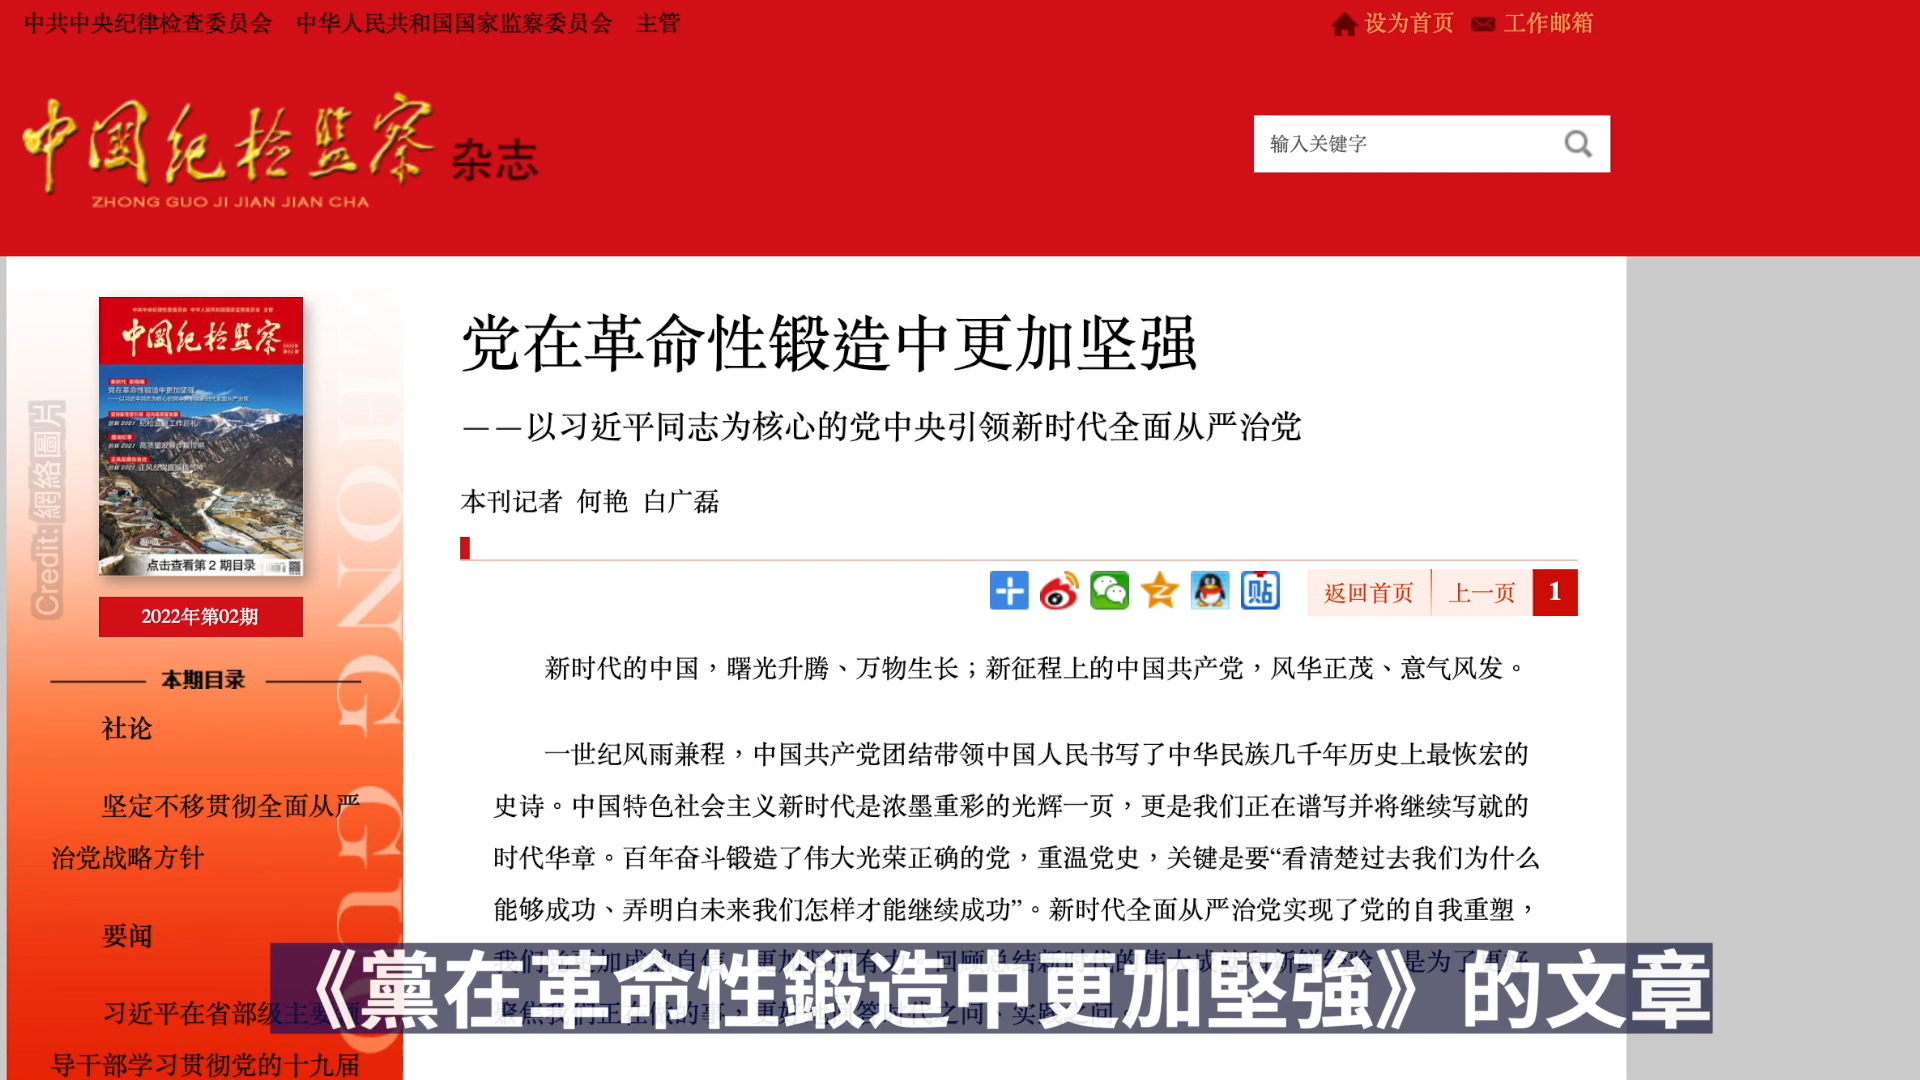 中共中央纪律检查委员会 中华人民共和国国家监察委员会 主管
设为首页 工作邮箱
中国纪检监察 杂志
ZHONG GUO JI JIAN JIAN CHA
输入关键字
中国纪检监察
点击查看第 2 期目录
2022年第02期
本期目录
社论
坚定不移贯彻全面从严
治党战略方针
要闻
习近平在省部级主要领
导干部学习贯彻党的十九届
Credit:網絡圖片
ZHONG GUO
党在革命性锻造中更加坚强
——以习近平同志为核心的党中央引领新时代全面从严治党
本刊记者 何艳 白广磊
贴 返回首页 上一页 1
新时代的中国，曙光升腾、万物生长；新征程上的中国共产党，风华正茂、意气风发。
一世纪风雨兼程，中国共产党团结带领中国人民书写了中华民族几千年历史上最恢宏的
史诗。中国特色社会主义新时代是浓墨重彩的光辉一页，更是我们正在谱写并将继续写就的
时代华章。百年奋斗锻造了伟大光荣正确的党，重温党史，关键是要“看清楚过去我们为什么
能够成功、弄明白未来我们怎样才能继续成功”。新时代全面从严治党实现了党的自我重塑，
《黨在革命性鍛造中更加堅強》的文章